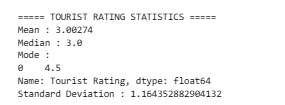 ===== TOURIST RATING STATISTICS =====
Mean : 3.00274
Median : 3.0
Mode :
0    4.5
Name: Tourist Rating, dtype: float64
Standard Deviation : 1.164352882904132